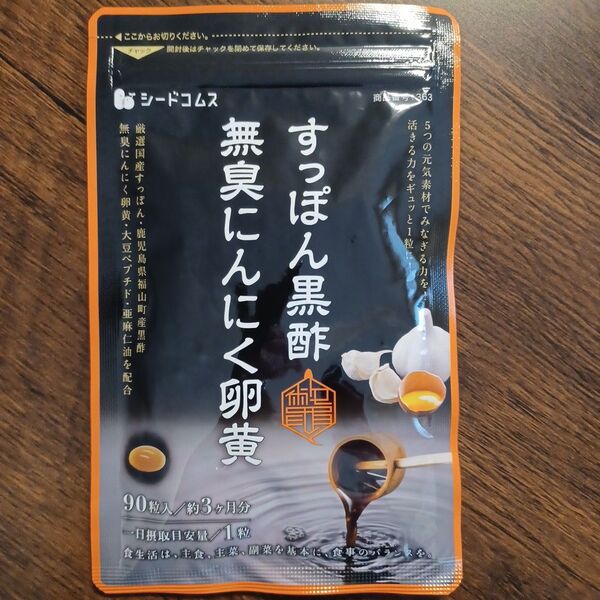 ここからお切りください。
チャック
開封後はチャックを閉めて保存してください。
シードコムス
商品番号:363
すっぽん黒酢
無臭にんにく卵黄
5つの元気素材でみなぎる力を…
活きる力をギュッと1粒に!
厳選国産すっぽん・鹿児島県福山町産黒酢
無臭にんにく卵黄・大豆ペプチド・亜麻仁油を配合
90粒入/約3ヶ月分
一日摂取目安量/1粒
食生活は、主食、主菜、副菜を基本に、食事のバランスを。